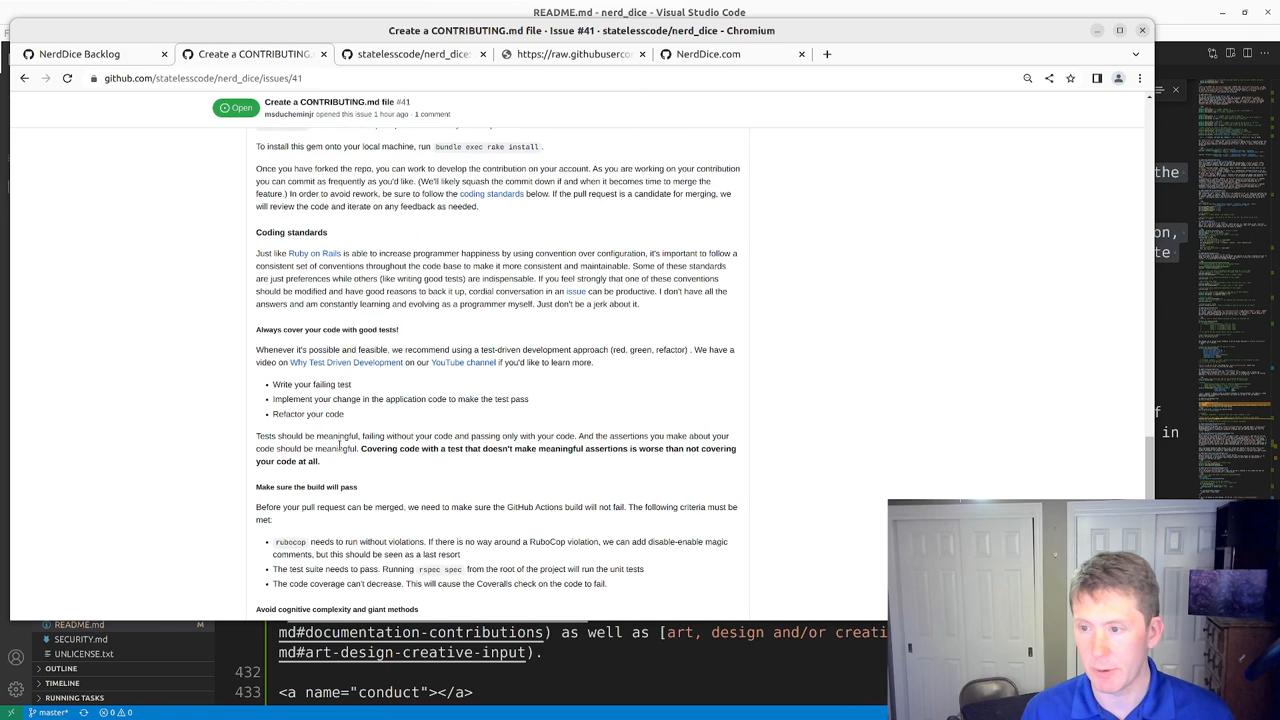 README.md - nerd_dice - Visual Studio Code
Create a CONTRIBUTING.md file · Issue #41 · statelesscode/nerd_dice - Chromium
NerdDice Backlog
Create a CONTRIBUTING.
statelesscode/nerd_dice:
https://raw.githubuserco
NerdDice.com
github.com/statelesscode/nerd_dice/issues/41
Open
Create a CONTRIBUTING.md file #41
msducheminjr opened this issue 1 hour ago · 1 comment
To install this gem onto your local machine, run bundle exec rake install .
Once you have forked the repo, you can work to develop the contribution on your account. As you are working on your contribution
you can commit as frequently as you'd like. (We'll likely squash the commit down if and when it becomes time to merge the
feature.) In order to avoid rework, be sure to follow the coding standards below. If the pull request is a candidate for merging, we
will review the code and iterate on any feedback as needed.
Coding standards
Just like Ruby on Rails is able to increase programmer happiness by using convention over configuration, it's important to follow a
consistent set of conventions throughout the code base to make it more consistent and maintainable. Some of these standards
are just preferences while others (like writing good tests) are indispensable. If you feel strongly that one of these conventions
should be modified and have good reasons to back it up, cordial conversation in an issue can be productive. I don't have all the
answers and am constantly learning and evolving as a programmer myself. Just don't be a jerk about it.
Always cover your code with good tests!
Whenever it's possible and feasible, we recommend using a test-driven development approach (red, green, refactor) . We have a
video on Why Test Driven Development on our YouTube channel if you'd like to learn more.
• Write your failing test
• Implement your change in the application code to make the test pass
• Refactor your code
Tests should be meaningful, failing without your code and passing only with your code. And the assertions you make about your
code should be meaningful. Covering code with a test that doesn't make meaningful assertions is worse than not covering
your code at all.
Make sure the build will pass
Before your pull request can be merged, we need to make sure the GitHub Actions build will not fail. The following criteria must be
met:
• rubocop needs to run without violations. If there is no way around a RuboCop violation, we can add disable-enable magic
comments, but this should be seen as a last resort
• The test suite needs to pass. Running rspec spec from the root of the project will run the unit tests
• The code coverage can't decrease. This will cause the Coveralls check on the code to fail.
Avoid cognitive complexity and giant methods
the
on,
te
f
in
README.md
SECURITY.md
UNLICENSE.txt
OUTLINE
TIMELINE
RUNNING TASKS
md#documentation-contributions) as well as [art, design and/or creati
md#art-design-creative-input).
432
433 <a name="conduct"></a>
master*
0 0